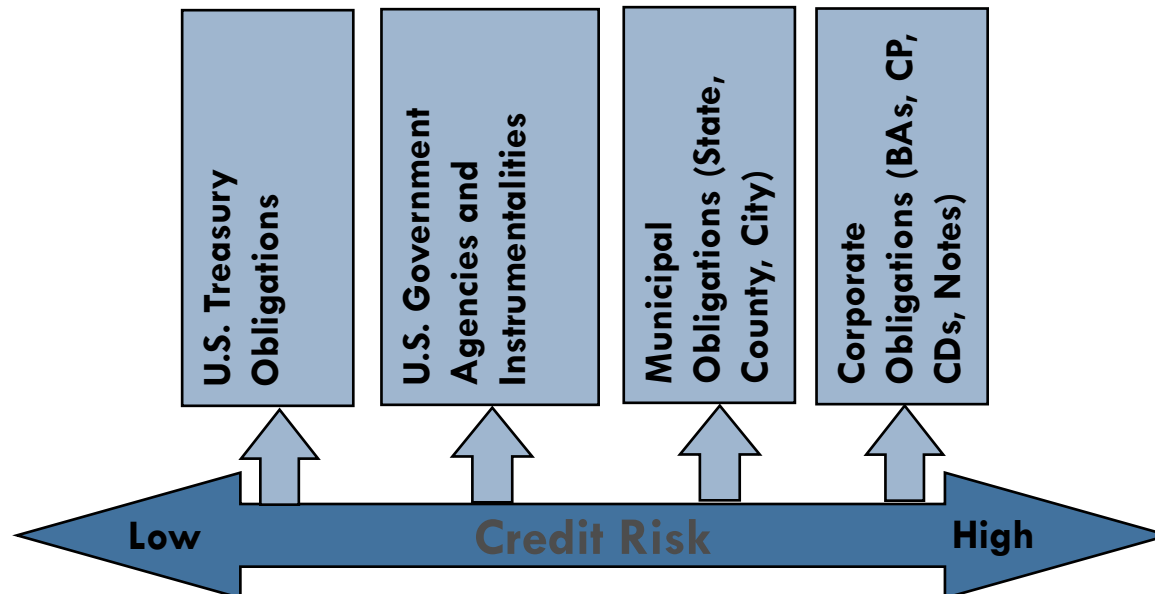 U.S. Treasury
Obligations
U.S. Government
Agencies and
Instrumentalities
Municipal
Obligations (State,
County, City)
Corporate
Obligations (BAs, CP,
CDs, Notes)
Low
Credit Risk
High